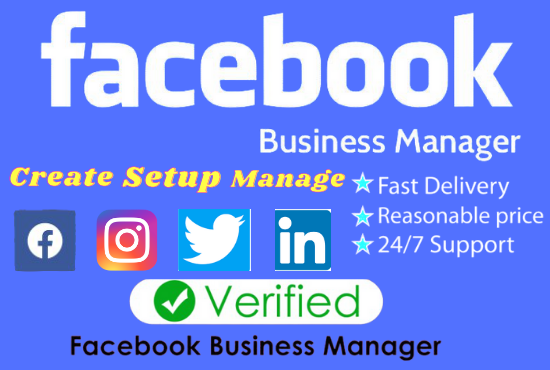 facebook
Business Manager
Create Setup Manage
Fast Delivery
Reasonable price
24/7 Support
f
in
Verified
Facebook Business Manager